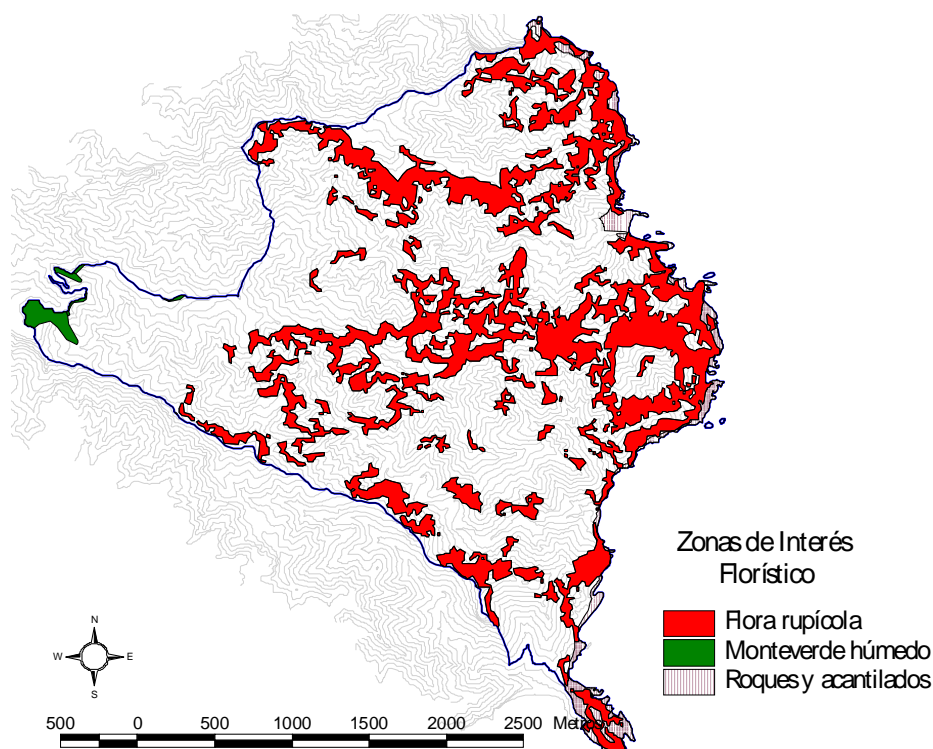 Zonas de Interés
Florístico
Flora rupícola
Monteverde húmedo
Roques y acantilados
N
W E
S
500 0 500 1000 1500 2000 2500